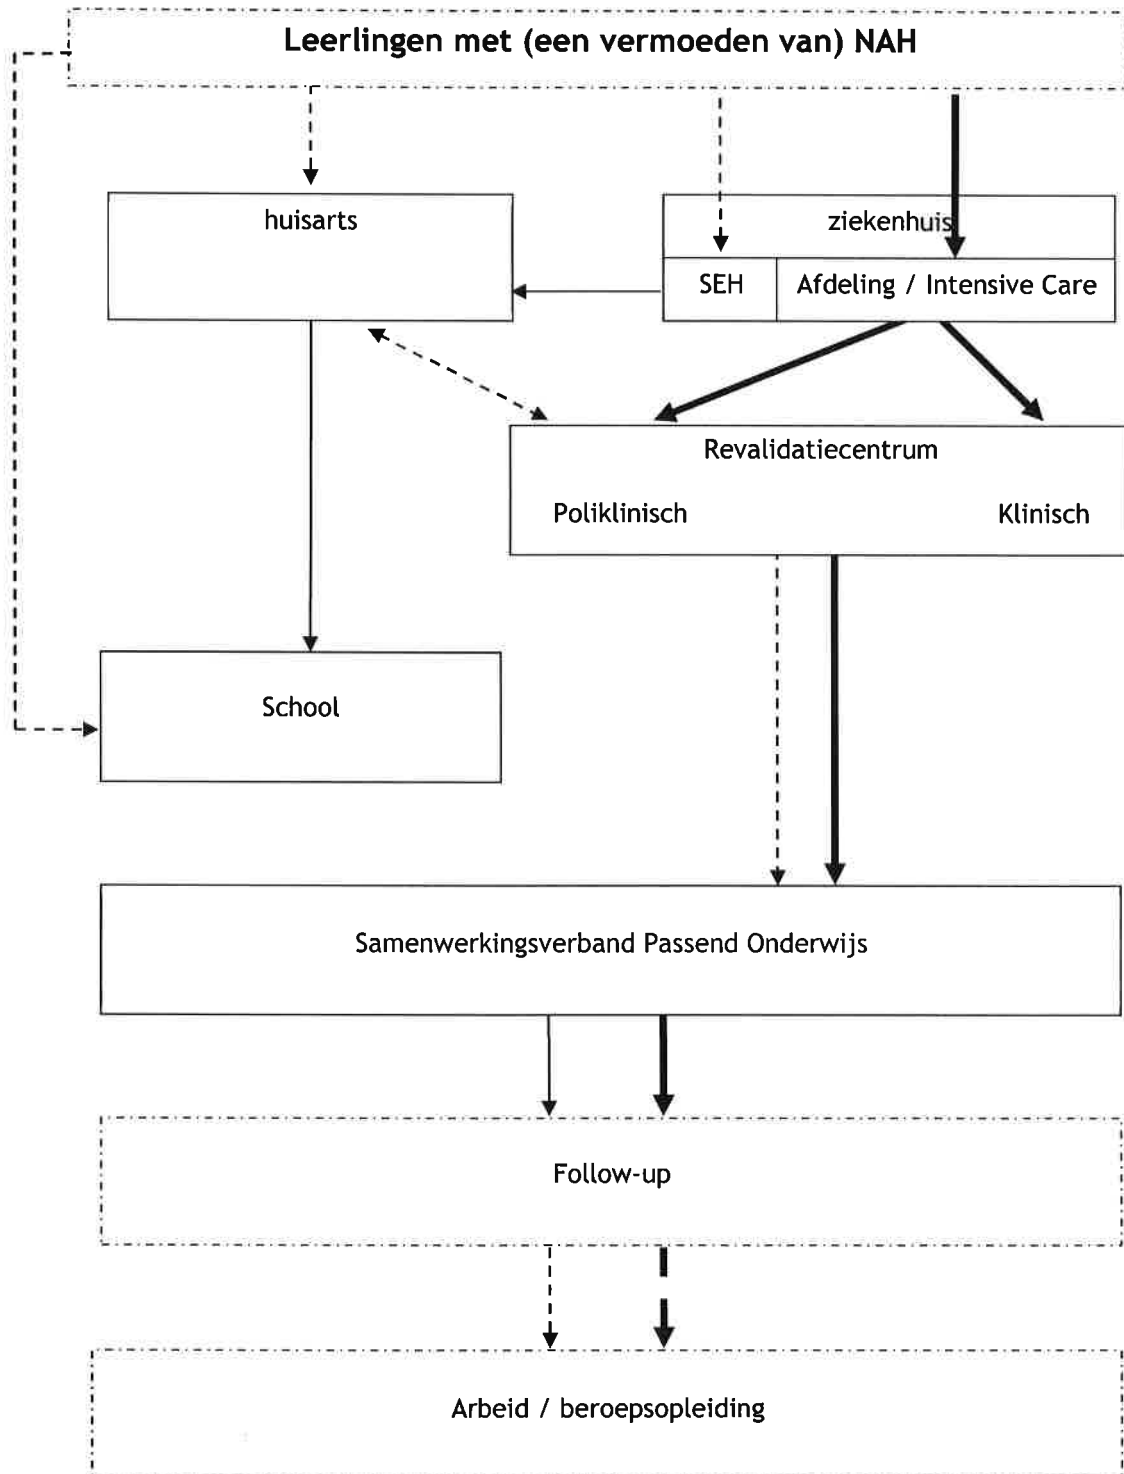 Leerlingen met (een vermoeden van) NAH
huisarts
ziekenhuis
SEH
Afdeling / Intensive Care
Revalidatiecentrum
Poliklinisch
Klinisch
School
Samenwerkingsverband Passend Onderwijs
Follow-up
Arbeid / beroepsopleiding